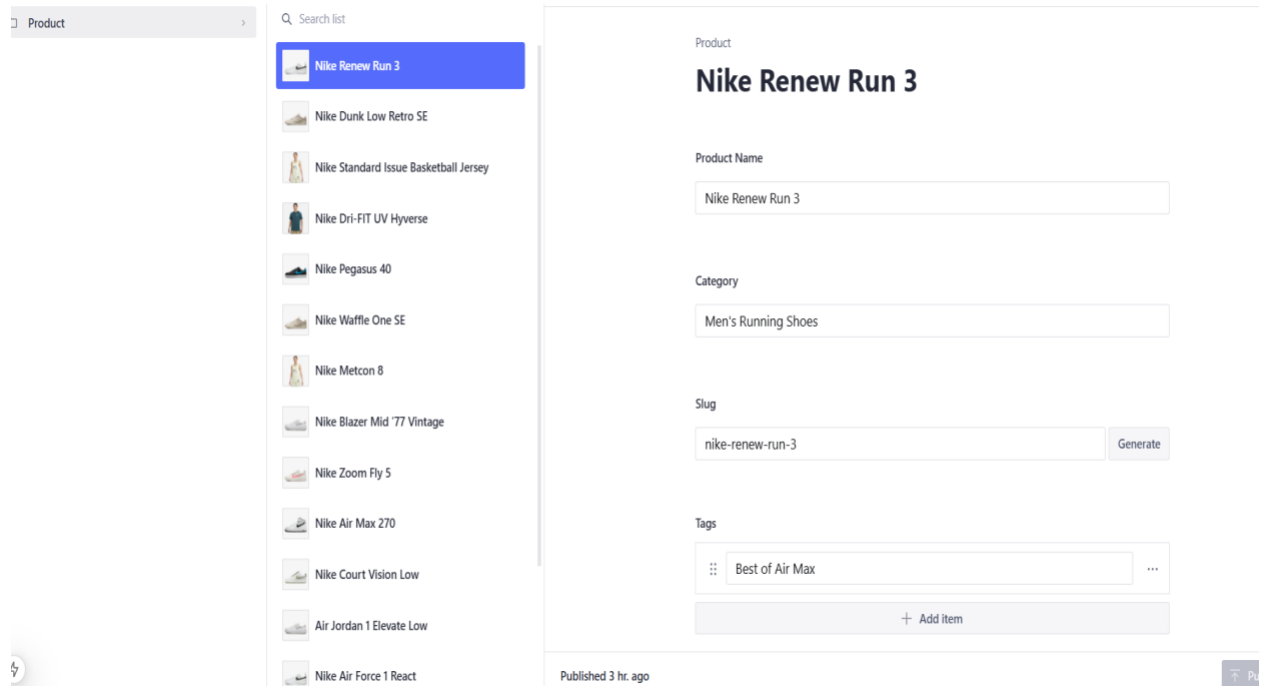 Product
Search list
Nike Renew Run 3
Nike Dunk Low Retro SE
Nike Standard Issue Basketball Jersey
Nike Dri-FIT UV Hyverse
Nike Pegasus 40
Nike Waffle One SE
Nike Metcon 8
Nike Blazer Mid '77 Vintage
Nike Zoom Fly 5
Nike Air Max 270
Nike Court Vision Low
Air Jordan 1 Elevate Low
Nike Air Force 1 React
Product
Nike Renew Run 3
Product Name
Nike Renew Run 3
Category
Men's Running Shoes
Slug
nike-renew-run-3
Generate
Tags
Best of Air Max
Add item
Published 3 hr. ago